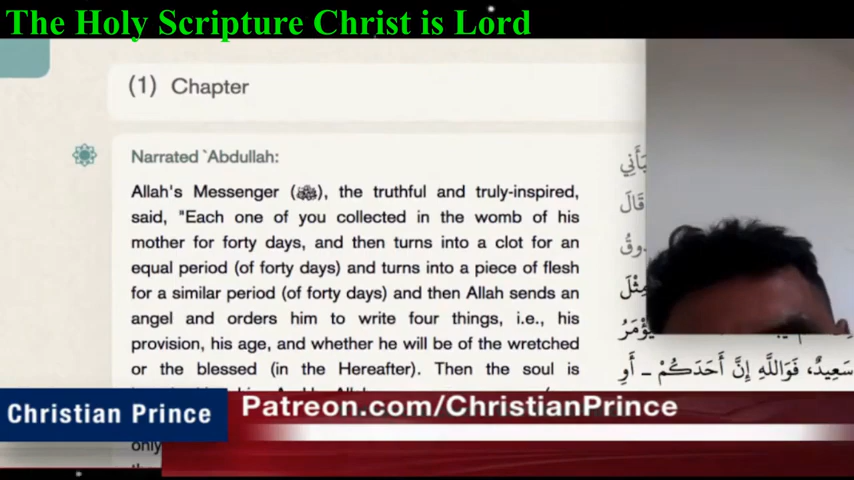 The Holy Scripture Christ is Lord
(1) Chapter
Narrated `Abdullah:
Allah's Messenger (ﷺ), the truthful and truly-inspired,
said, "Each one of you collected in the womb of his
mother for forty days, and then turns into a clot for an
equal period (of forty days) and turns into a piece of flesh
for a similar period (of forty days) and then Allah sends an
angel and orders him to write four things, i.e., his
provision, his age, and whether he will be of the wretched
or the blessed (in the Hereafter). Then the soul is
only
قَالَ
مِثْلَ
سَعِيدٌ، فَوَاللَّهِ إِنَّ أَحَدَكُمْ ـ أَوِ
Christian Prince
Patreon.com/ChristianPrince